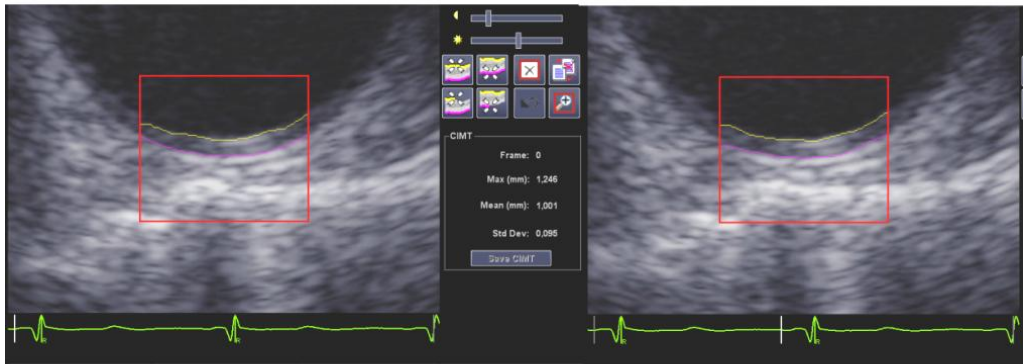 CIMT
Frame: 0
Max (mm): 1,246
Mean (mm): 1,001
Std Dev: 0,095
Save CIMT
R
R
R
R